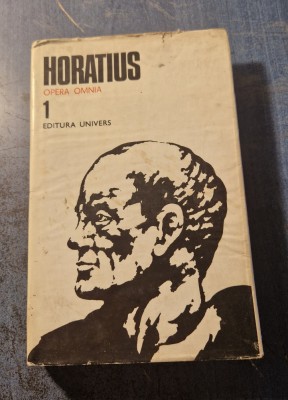 HORATIUS
OPERA OMNIA
1
EDITURA UNIVERS